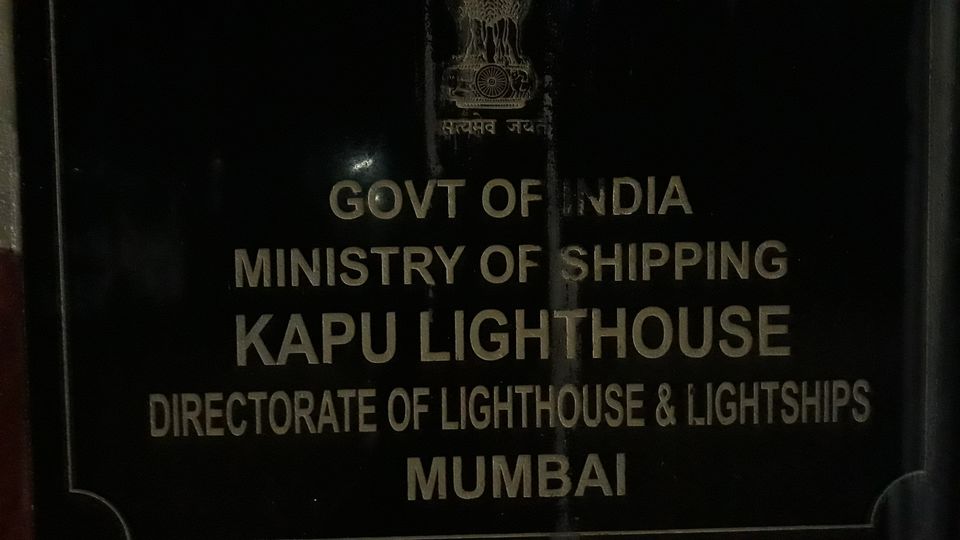 सत्यमेव जयते
GOVT OF INDIA
MINISTRY OF SHIPPING
KAPU LIGHTHOUSE
DIRECTORATE OF LIGHTHOUSE & LIGHTSHIPS
MUMBAI